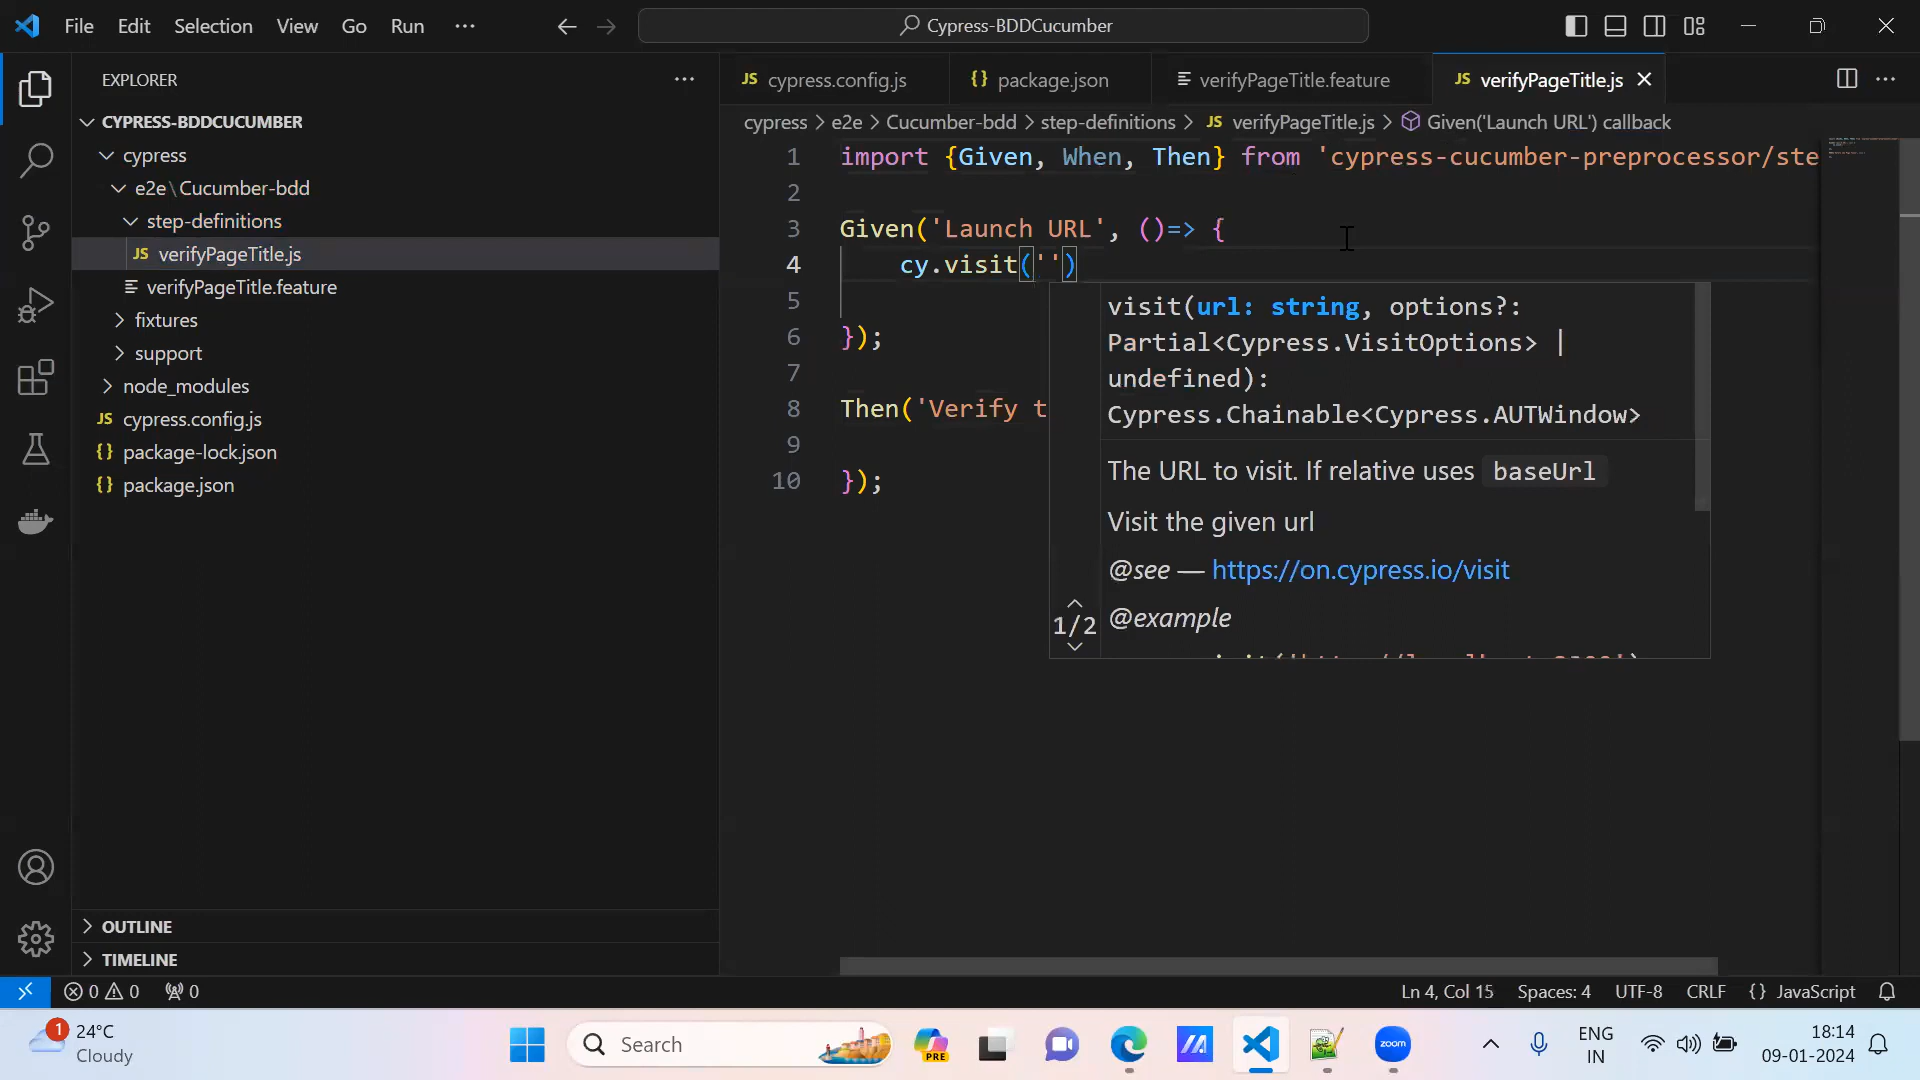 File Edit Selection View Go Run ···
Cypress-BDDCucumber
EXPLORER
CYPRESS-BDDCUCUMBER
cypress
e2e\Cucumber-bdd
step-definitions
JS verifyPageTitle.js
verifyPageTitle.feature
fixtures
support
node_modules
JS cypress.config.js
{} package-lock.json
{} package.json
OUTLINE
TIMELINE
JS cypress.config.js {} package.json verifyPageTitle.feature JS verifyPageTitle.js
cypress > e2e > Cucumber-bdd > step-definitions > JS verifyPageTitle.js > Given('Launch URL') callback
1 import {Given, When, Then} from 'cypress-cucumber-preprocessor/ste
2
3 Given('Launch URL', ()=> {
4 cy.visit('')
5
6 });
7
8 Then('Verify t
9
10 });
visit(url: string, options?:
Partial<Cypress.VisitOptions> |
undefined):
Cypress.Chainable<Cypress.AUTWindow>
The URL to visit. If relative uses baseUrl
Visit the given url
@see — https://on.cypress.io/visit
1/2 @example
0 0 0
Ln 4, Col 15 Spaces: 4 UTF-8 CRLF {} JavaScript
1
24°C
Cloudy
Search
PRE
zoom
ENG
IN
18:14
09-01-2024